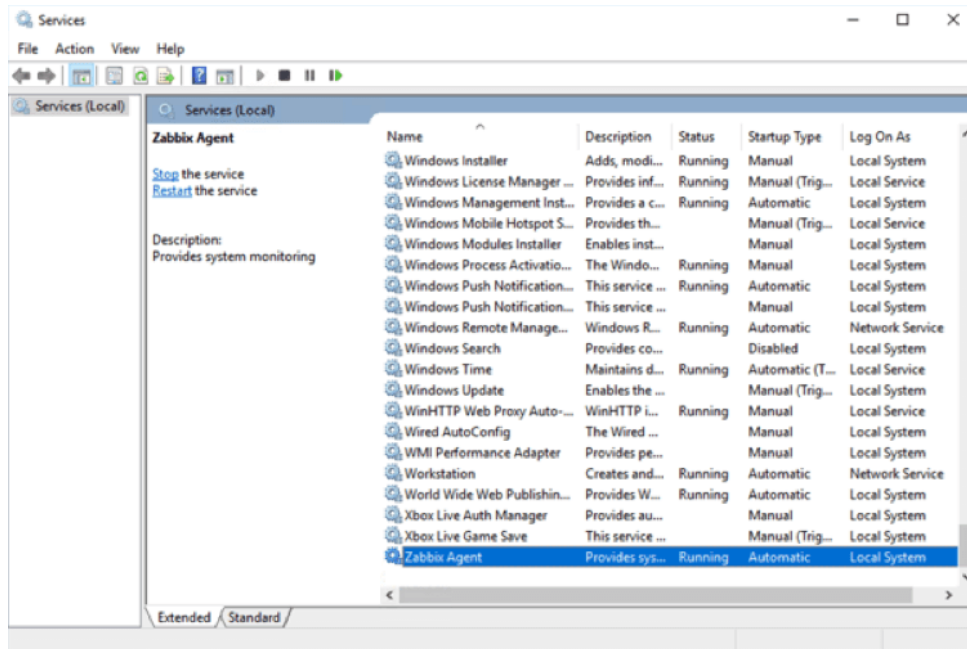 Services
File Action View Help
Services (Local)
Services (Local)
Zabbix Agent
Stop the service
Restart the service
Description:
Provides system monitoring
Name Description Status Startup Type Log On As
Windows Installer Adds, modi... Running Manual Local System
Windows License Manager ... Provides inf... Running Manual (Trig... Local Service
Windows Management Inst... Provides a c... Running Automatic Local System
Windows Mobile Hotspot S... Provides th... Manual (Trig... Local Service
Windows Modules Installer Enables inst... Manual Local System
Windows Process Activatio... The Windo... Running Manual Local System
Windows Push Notification... This service ... Running Automatic Local System
Windows Push Notification... This service ... Manual Local System
Windows Remote Manage... Windows R... Running Automatic Network Service
Windows Search Provides co... Disabled Local System
Windows Time Maintains d... Running Automatic (T... Local Service
Windows Update Enables the ... Manual (Trig... Local System
WinHTTP Web Proxy Auto-... WinHTTP i... Running Manual Local Service
Wired AutoConfig The Wired ... Manual Local System
WMI Performance Adapter Provides pe... Manual Local System
Workstation Creates and... Running Automatic Network Service
World Wide Web Publishin... Provides W... Running Automatic Local System
Xbox Live Auth Manager Provides au... Manual Local System
Xbox Live Game Save This service ... Manual (Trig... Local System
Zabbix Agent Provides sys... Running Automatic Local System
Extended Standard